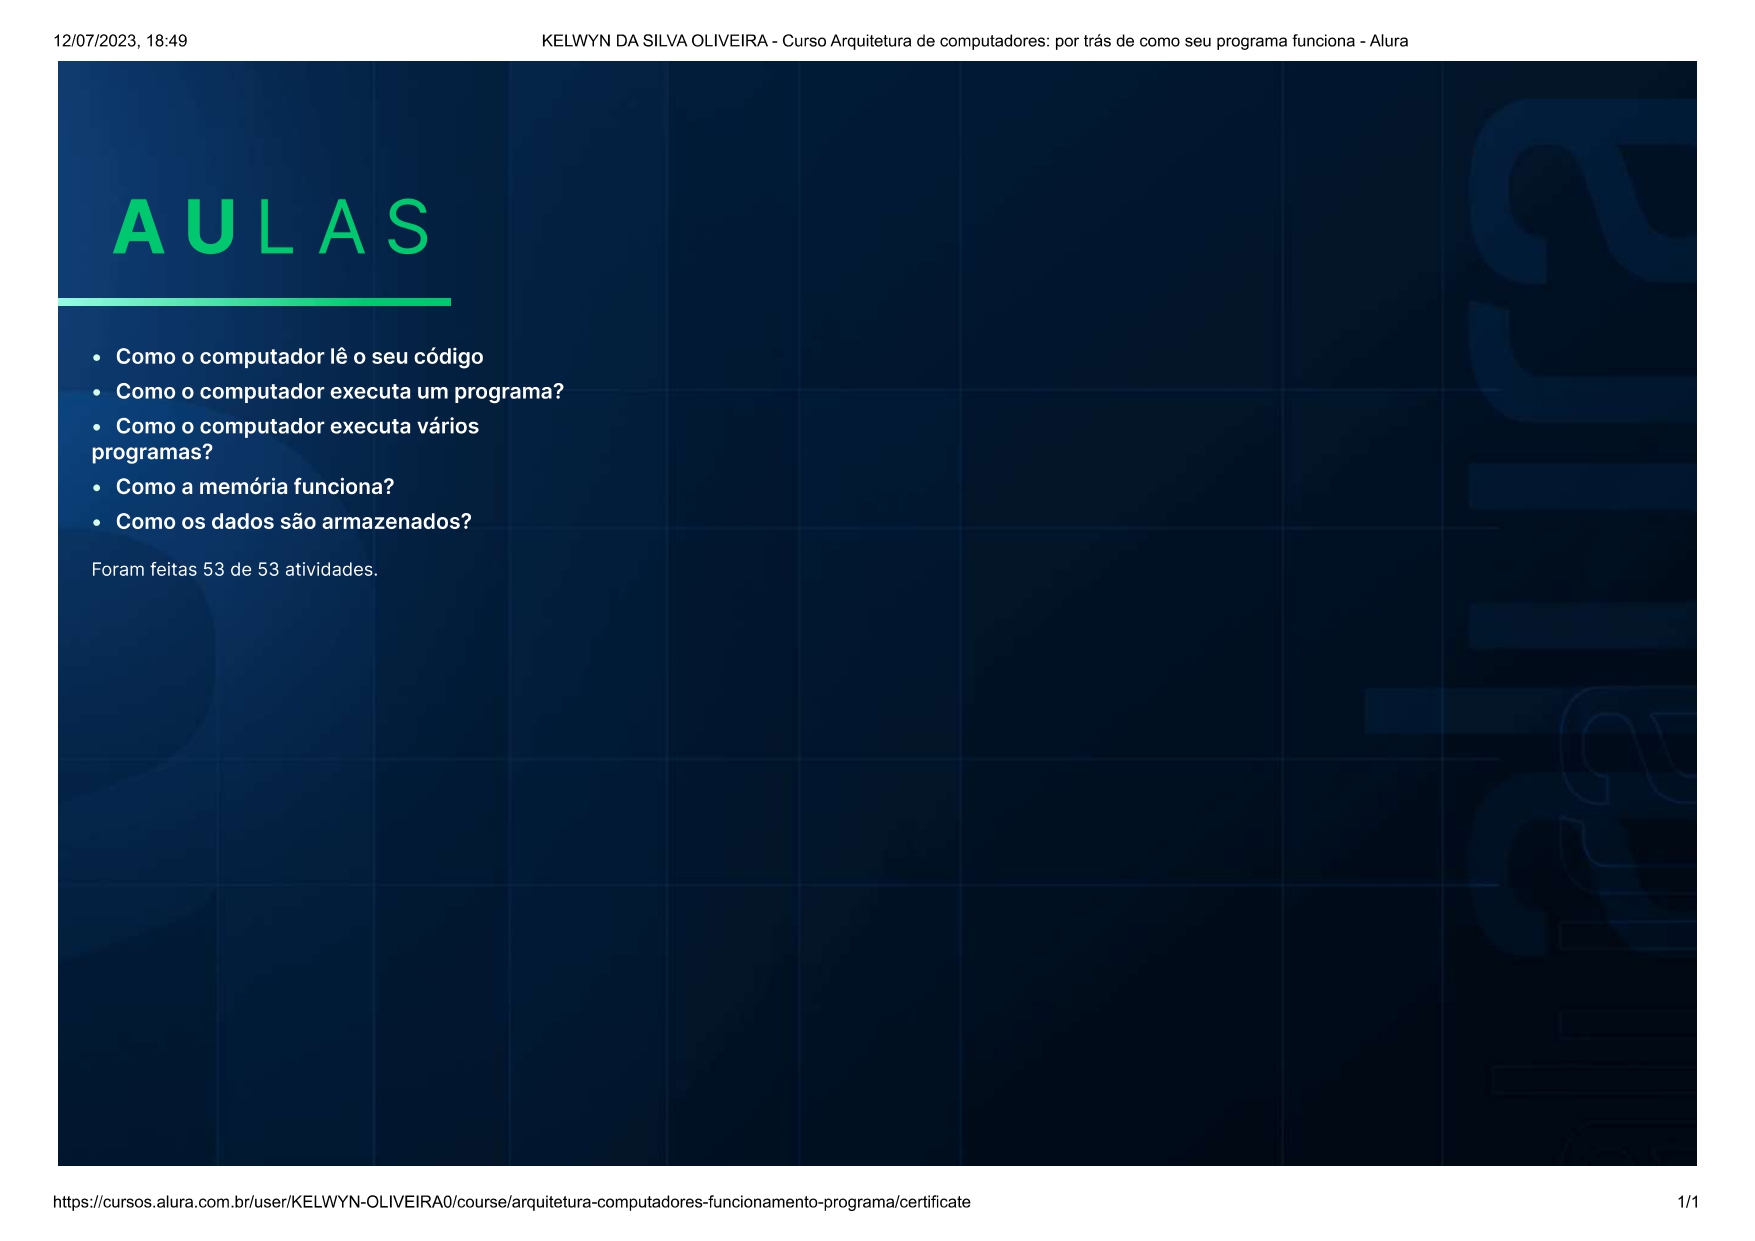 12/07/2023, 18:49
KELWYN DA SILVA OLIVEIRA - Curso Arquitetura de computadores: por trás de como seu programa funciona - Alura
AULAS
• Como o computador lê o seu código
• Como o computador executa um programa?
• Como o computador executa vários
programas?
• Como a memória funciona?
• Como os dados são armazenados?
Foram feitas 53 de 53 atividades.
alura
alura
https://cursos.alura.com.br/user/KELWYN-OLIVEIRA0/course/arquitetura-computadores-funcionamento-programa/certificate
1/1